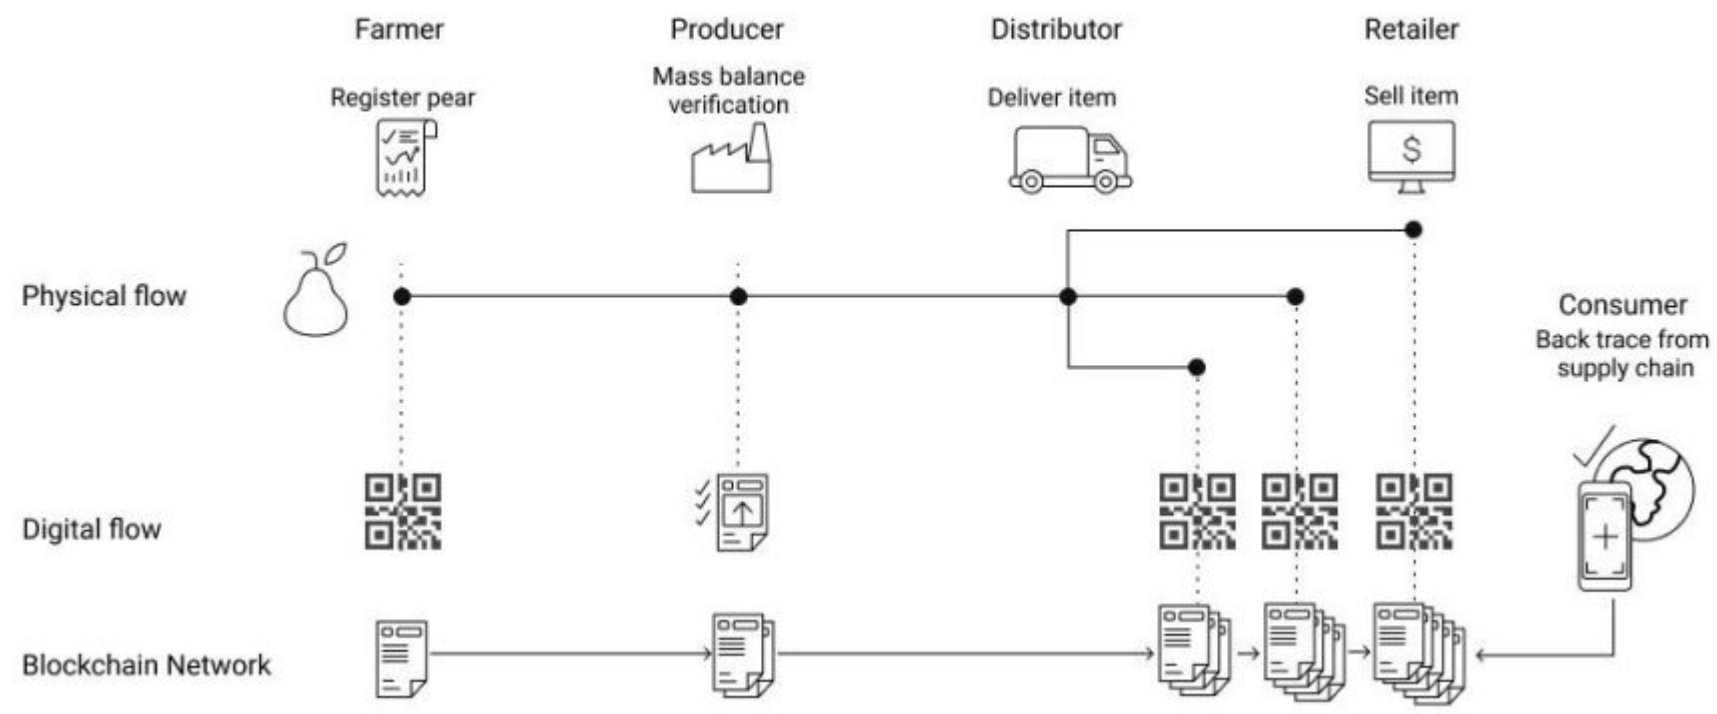 Farmer
Producer
Distributor
Retailer
Register pear
Mass balance
verification
Deliver item
Sell item
$
Physical flow
Consumer
Back trace from
supply chain
Digital flow
Blockchain Network